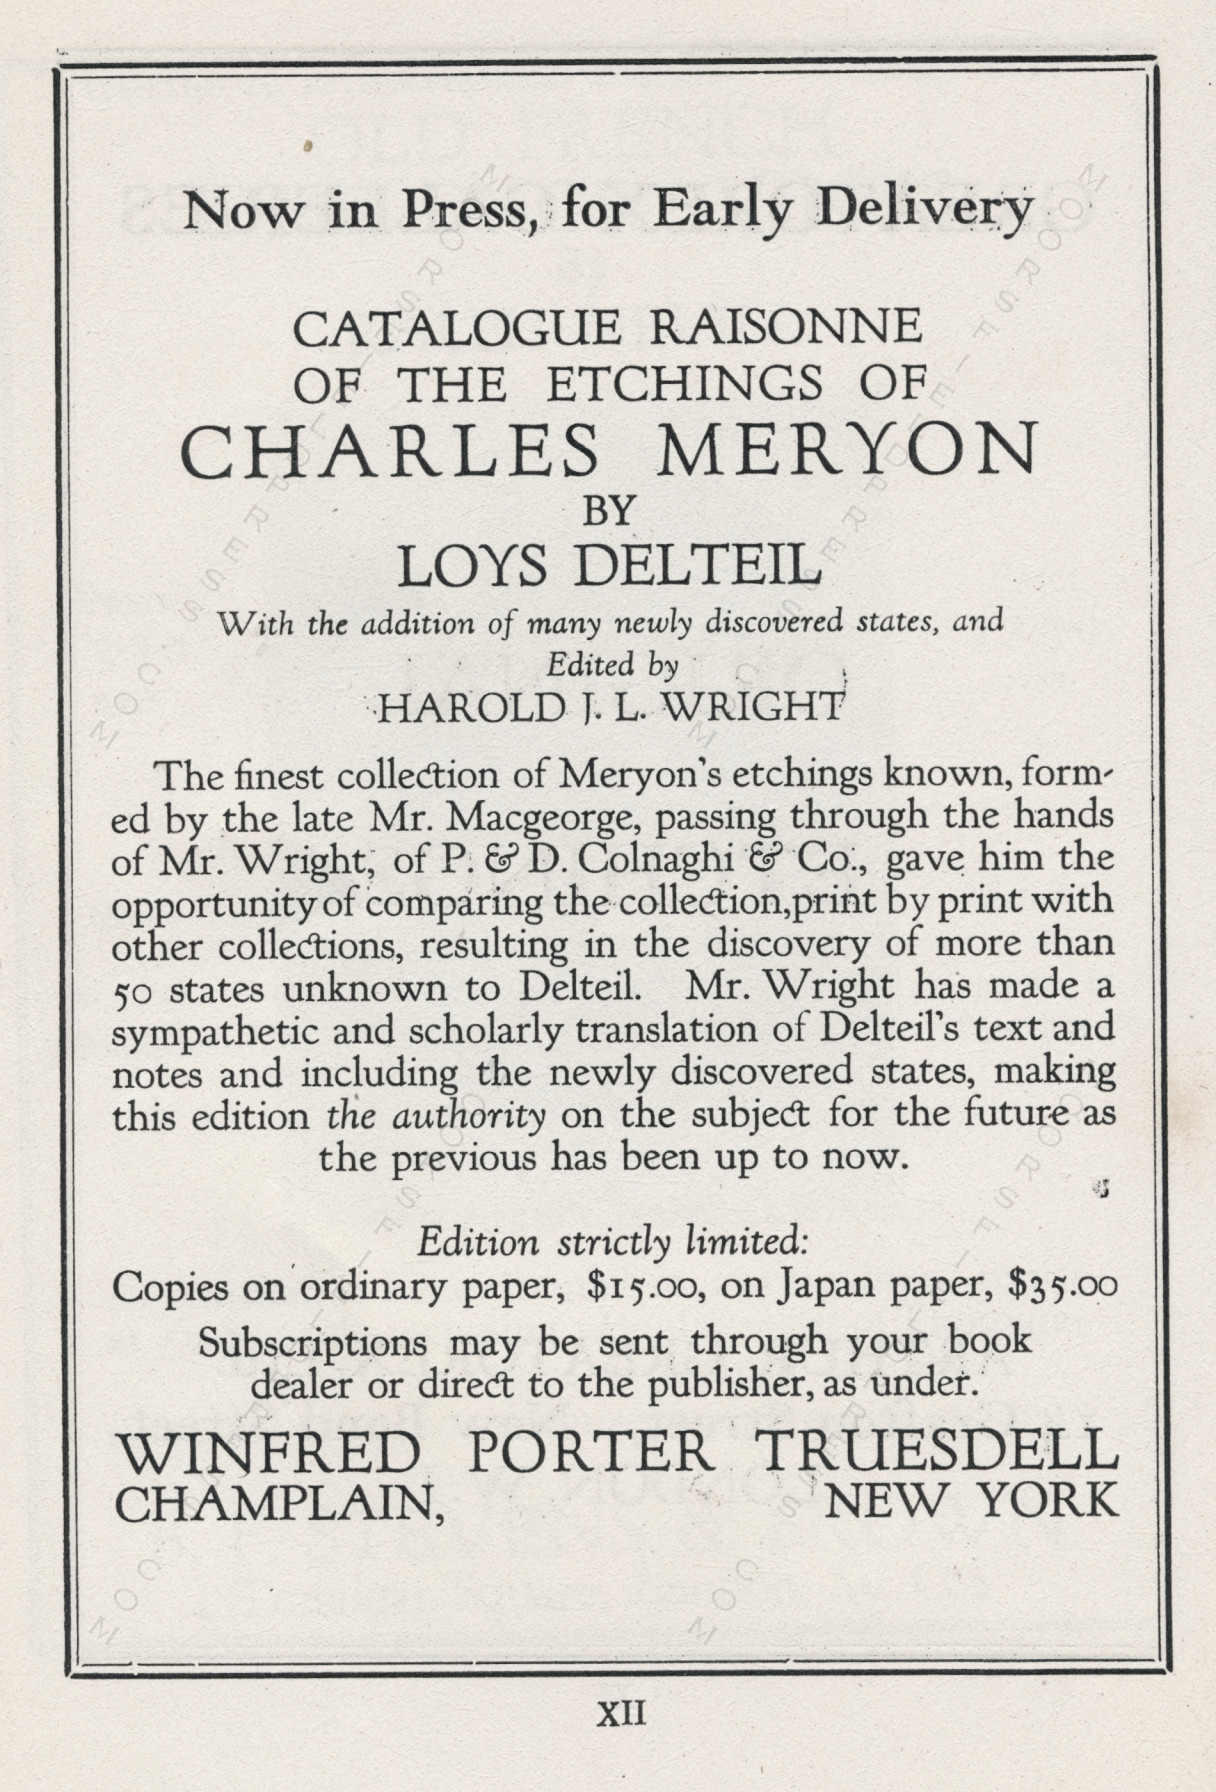 Now in Press, for Early Delivery
CATALOGUE RAISONNE
OF THE ETCHINGS OF
CHARLES MERYON
BY
LOYS DELTEIL
With the addition of many newly discovered states, and
Edited by
HAROLD J. L. WRIGHT
The finest collection of Meryon's etchings known, form-
ed by the late Mr. Macgeorge, passing through the hands
of Mr. Wright, of P. & D. Colnaghi & Co., gave him the
opportunity of comparing the collection, print by print with
other collections, resulting in the discovery of more than
50 states unknown to Delteil. Mr. Wright has made a
sympathetic and scholarly translation of Delteil's text and
notes and including the newly discovered states, making
this edition the authority on the subject for the future as
the previous has been up to now.
Edition strictly limited:
Copies on ordinary paper, $15.00, on Japan paper, $35.00
Subscriptions may be sent through your book
dealer or direct to the publisher, as under.
WINFRED PORTER TRUESDELL
CHAMPLAIN, NEW YORK
XII